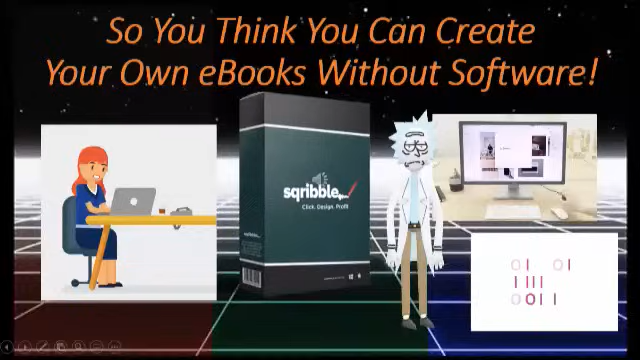 So You Think You Can Create
Your Own eBooks Without Software!
sqribble
Click. Design. Profit